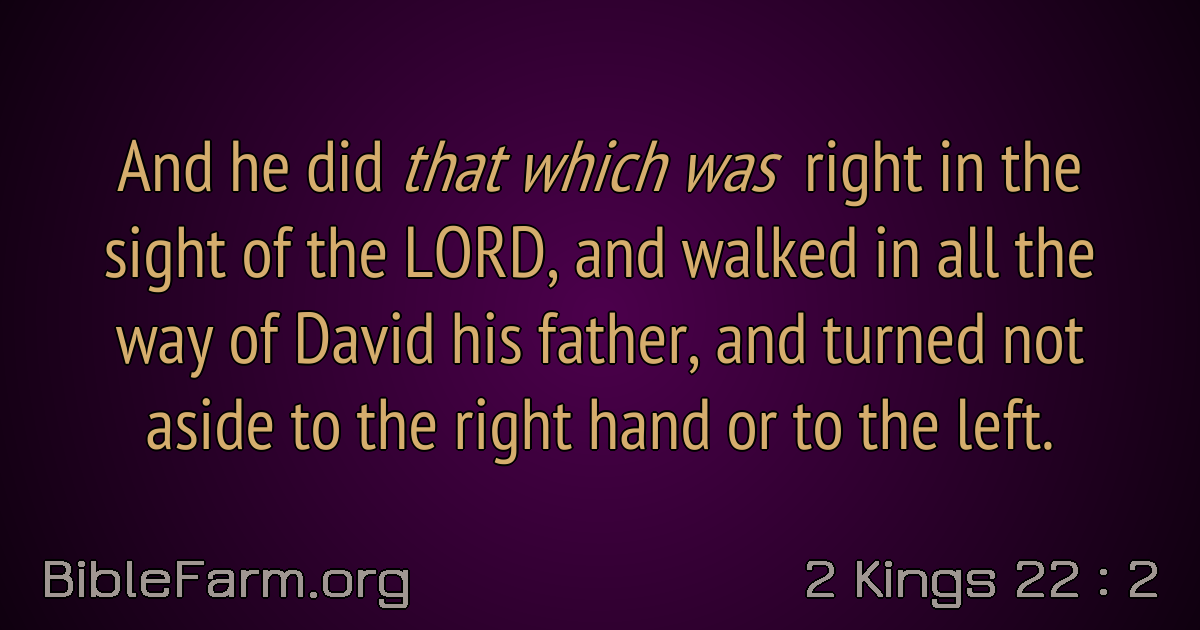 And he did that which was right in the
sight of the LORD, and walked in all the
way of David his father, and turned not
aside to the right hand or to the left.
BibleFarm.org
2 Kings 22 : 2